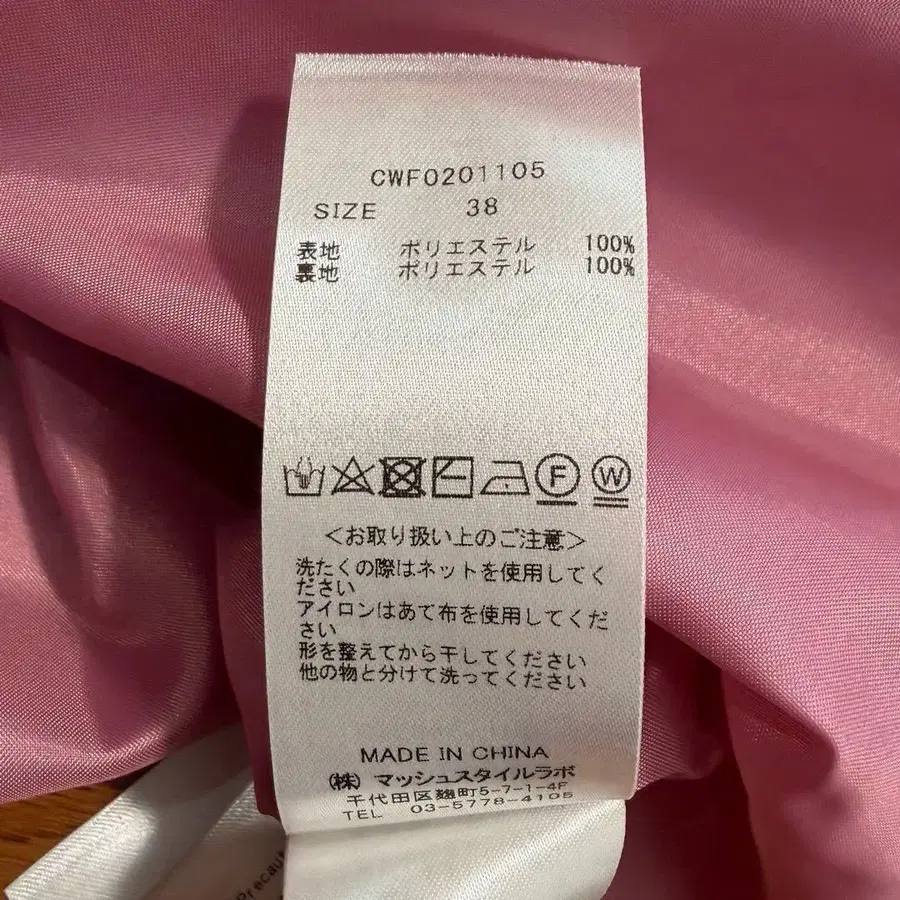 CWF0201105
SIZE 38
表地 ポリエステル 100%
裏地 ポリエステル 100%
F W
<お取り扱い上のご注意>
洗たくの際はネットを使用してく
ださい
アイロンはあて布を使用してくだ
さい
形を整えてから干してください
他の物と分けて洗ってください
MADE IN CHINA
(株) マッシュスタイルラボ
千代田区麹町5-7-1-4F
TEL 03-5778-4105